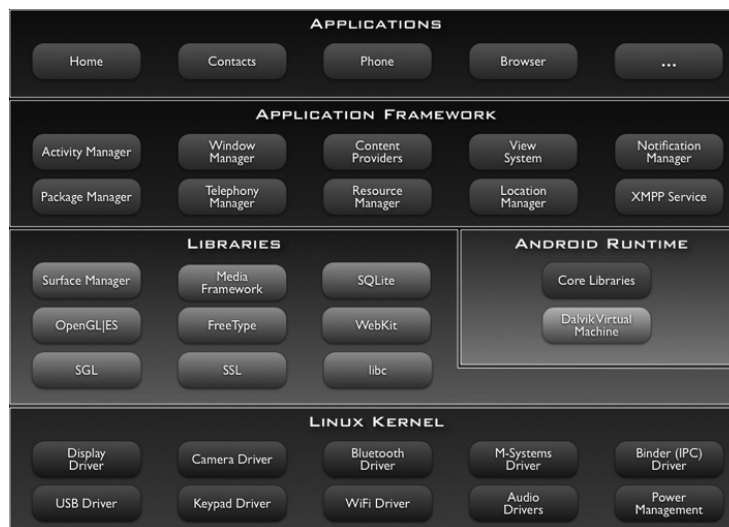 APPLICATIONS
Home Contacts Phone Browser ...
APPLICATION FRAMEWORK
Activity Manager Window Manager Content Providers View System Notification Manager
Package Manager Telephony Manager Resource Manager Location Manager XMPP Service
LIBRARIES
Surface Manager Media Framework SQLite
OpenGL|ES FreeType WebKit
SGL SSL libc
ANDROID RUNTIME
Core Libraries
Dalvik Virtual Machine
LINUX KERNEL
Display Driver Camera Driver Bluetooth Driver M-Systems Driver Binder (IPC) Driver
USB Driver Keypad Driver WiFi Driver Audio Drivers Power Management